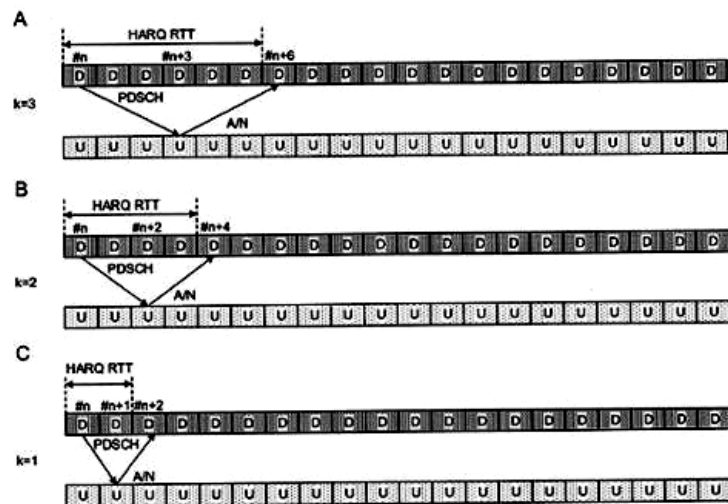 A
HARQ RTT
#n #n+3 #n+6
D D D D D D D D D D D D D D D D D D D D
PDSCH
k=3
A/N
U U U U U U U U U U U U U U U U U U U U
B
HARQ RTT
#n #n+2 #n+4
D D D D D D D D D D D D D D D D D D D D
PDSCH
k=2
A/N
U U U U U U U U U U U U U U U U U U U U
C
HARQ RTT
#n #n+1 #n+2
D D D D D D D D D D D D D D D D D D D D
PDSCH
k=1
A/N
U U U U U U U U U U U U U U U U U U U U